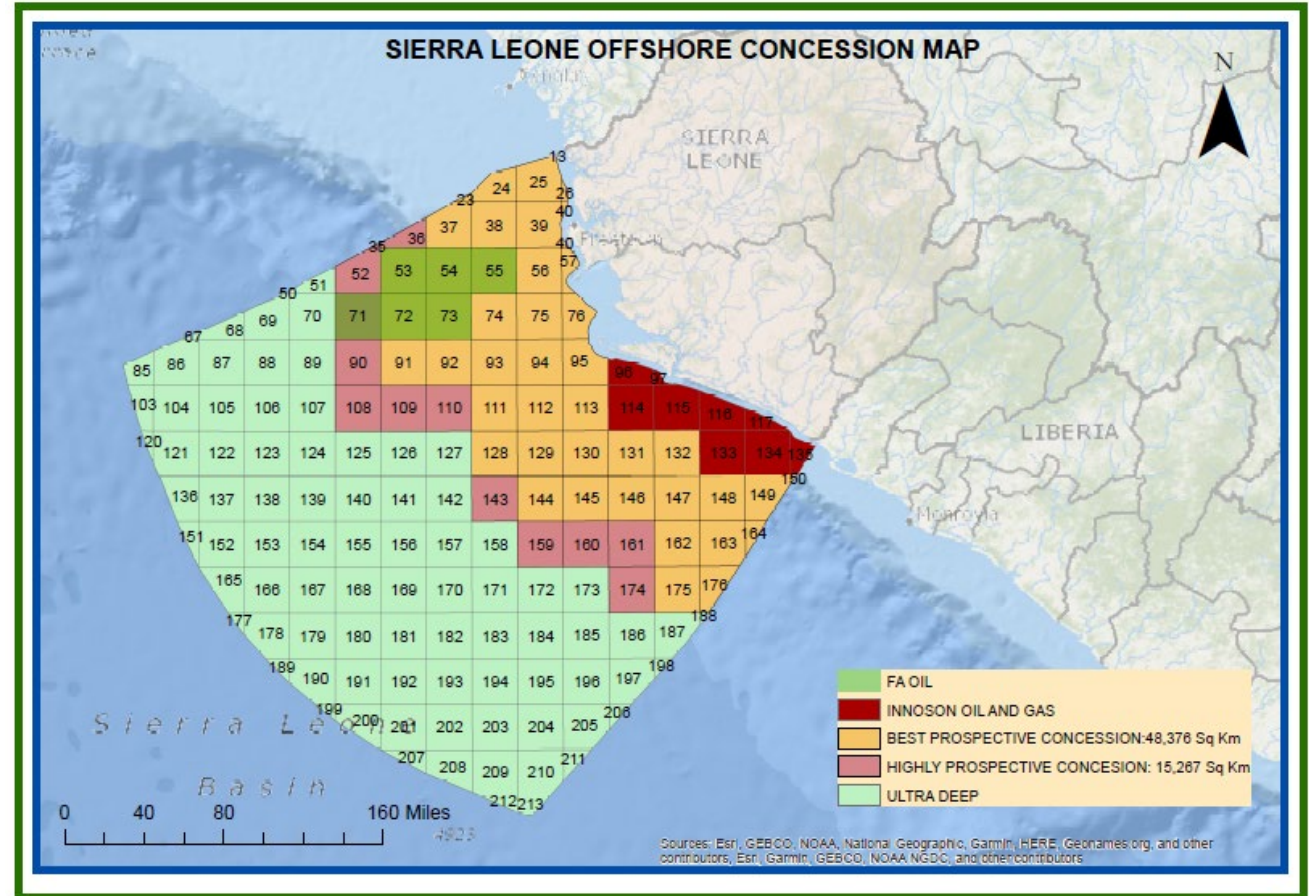 SIERRA LEONE OFFSHORE CONCESSION MAP
N
SIERRA
LEONE
13
24 25
23 26
37 38 39 40
35 36
Freetown
40
52 53 54 55 56 57
50 51
67 68 69 70 71 72 73 74 75 76
85 86 87 88 89 90 91 92 93 94 95 96 97
103 104 105 106 107 108 109 110 111 112 113 114 115 116 117
LIBERIA
120 121 122 123 124 125 126 127 128 129 130 131 132 133 134 135
136 137 138 139 140 141 142 143 144 145 146 147 148 149 150
Monrovia
151 152 153 154 155 156 157 158 159 160 161 162 163 164
165 166 167 168 169 170 171 172 173 174 175 176
177 178 179 180 181 182 183 184 185 186 187 188
189 190 191 192 193 194 195 196 197 198
199 200 201 202 203 204 205 206
207 208 209 210 211
212 213
Sierra Leone
Basin
FA OIL
INNOSON OIL AND GAS
BEST PROSPECTIVE CONCESSION:48,376 Sq Km
HIGHLY PROSPECTIVE CONCESION: 15,267 Sq Km
ULTRA DEEP
0 40 80 160 Miles
4923
Sources: Esri, GEBCO, NOAA, National Geographic, Garmin, HERE, Geonames.org, and other
contributors, Esri, Garmin, GEBCO, NOAA NGDC, and other contributors